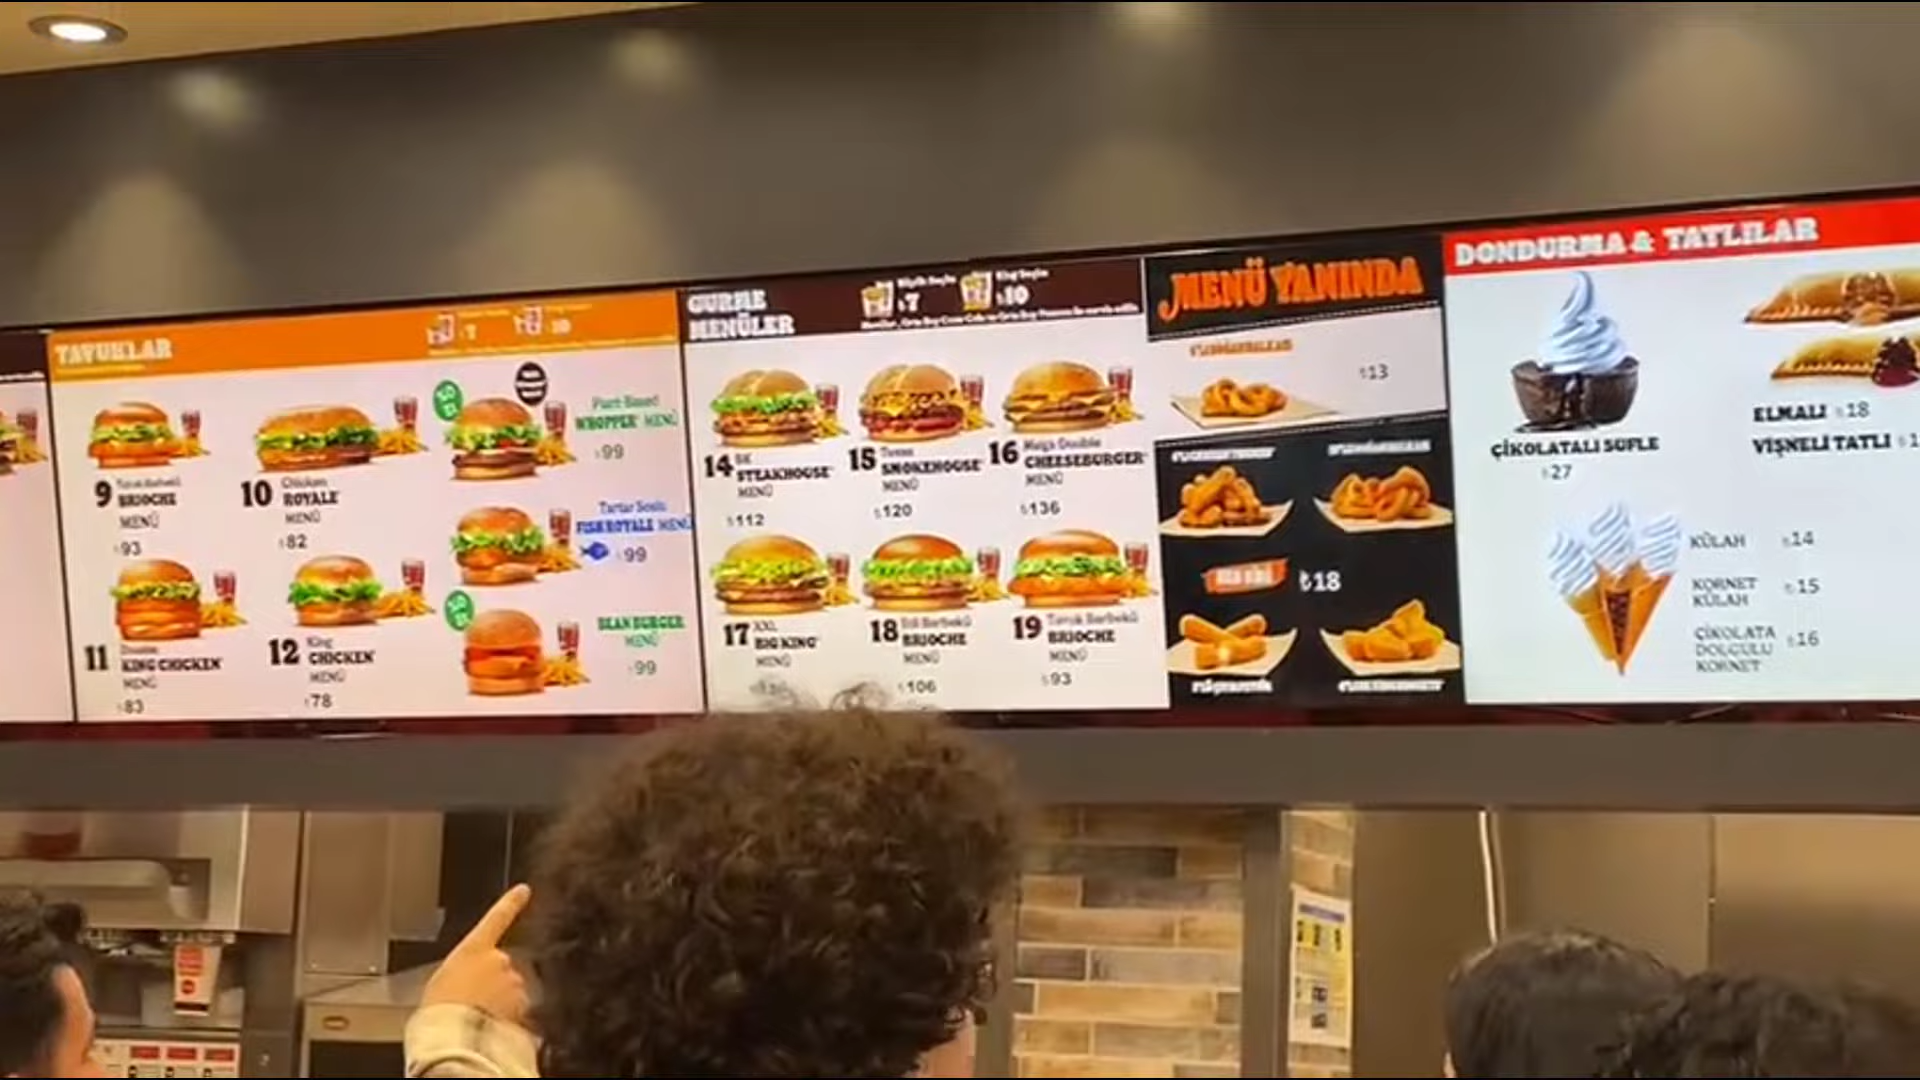 TAVUKLAR
₺7
₺10
9
BRIOCHE
MENÜ
₺93
10 Chicken
ROYALE
MENÜ
₺82
11
KING CHICKEN
MENÜ
₺83
12 King
CHICKEN
MENÜ
₺78
Plant-Based
WHOPPER MENÜ
₺99
Tartar Soslu
FISH ROYALE MENÜ
₺99
BEAN BURGER
MENÜ
₺99
GURME
MENÜLER
₺7
₺10
14 BK
STEAKHOUSE
MENÜ
₺112
15 Texas
SMOKEHOUSE
MENÜ
₺120
16 Double
CHEESEBURGER
MENÜ
₺136
17 XXL
BIG KING
MENÜ
18 Barbekü
BRIOCHE
MENÜ
₺106
19 Tavuk Barbekü
BRIOCHE
MENÜ
₺93
MENÜ YANINDA
₺13
₺18
DONDURMA & TATLILAR
ÇİKOLATALI SUFLE
₺27
ELMALI ₺18
VİŞNELİ TATLI
KÜLAH ₺14
KORNET
KÜLAH ₺15
ÇİKOLATA
DOLGULU
KORNET ₺16